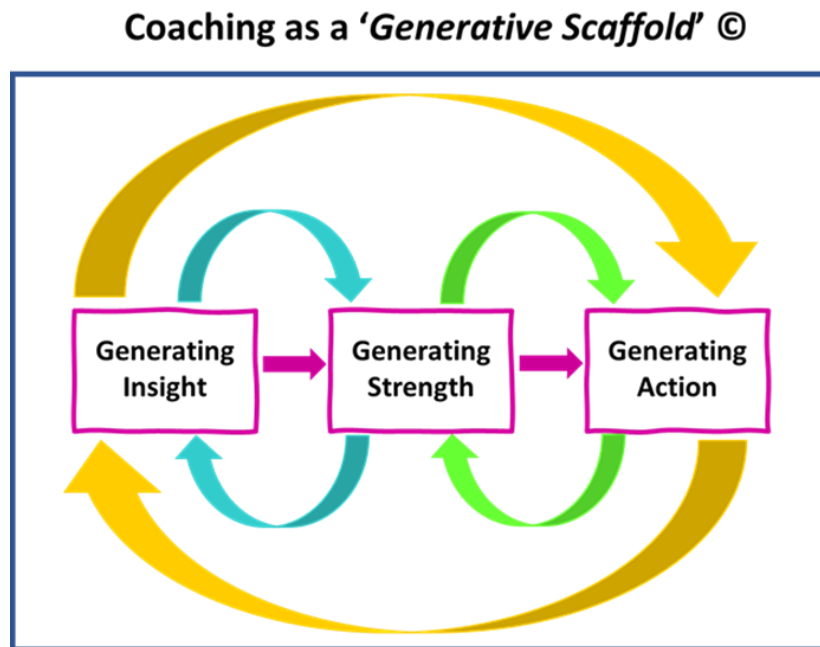 Coaching as a ‘Generative Scaffold’ ©
Generating
Insight
Generating
Strength
Generating
Action